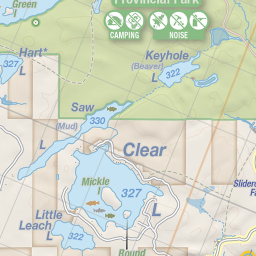 Green
Provincial Park
CAMPING
NOISE
Hart*
Keyhole
(Beaver)
L
322
327
L
Saw
330
(Mud)
Clear
Mickle
327
L
Little
Leach
L
322
Round